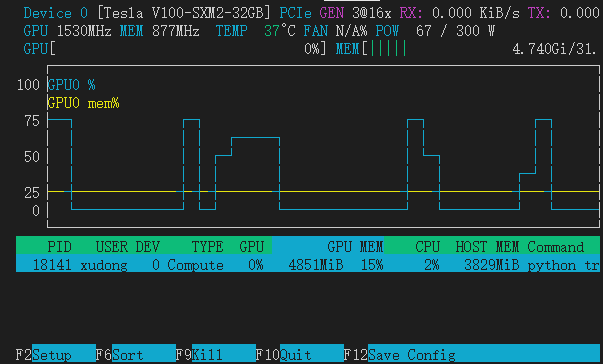 Device 0 [Tesla V100-SXM2-32GB] PCIe GEN 3@16x RX: 0.000 KiB/s TX: 0.000
GPU 1530MHz MEM 877MHz TEMP 37°C FAN N/A% POW 67 / 300 W
GPU[ 0%] MEM[||||| 4.740Gi/31.
100 GPU0 %
GPU0 mem%
75
50
25
0
PID USER DEV TYPE GPU GPU MEM CPU HOST MEM Command
18141 xudong 0 Compute 0% 4851MiB 15% 2% 3829MiB python tr
F2Setup F6Sort F9Kill F10Quit F12Save Config